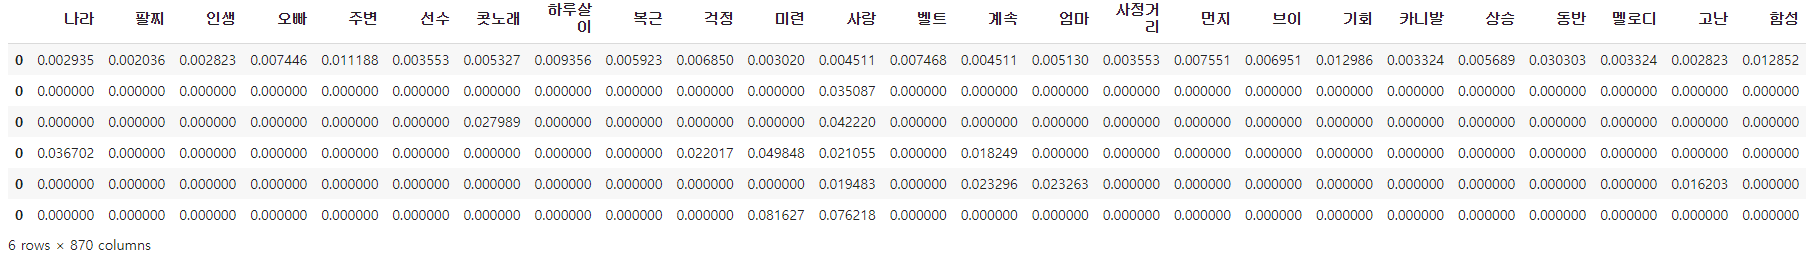 나라 팔찌 인생 오빠 주변 선수 콧노래 하루살이 복근 걱정 미련 사랑 벨트 계속 엄마 사정거리 먼지 브이 기회 카니발 상승 동반 멜로디 고난 함성
0 0.002935 0.002036 0.002823 0.007446 0.011188 0.003553 0.005327 0.009356 0.005923 0.006850 0.003020 0.004511 0.007468 0.004511 0.005130 0.003553 0.007551 0.006951 0.012986 0.003324 0.005689 0.030303 0.003324 0.002823 0.012852
0 0.000000 0.000000 0.000000 0.000000 0.000000 0.000000 0.000000 0.000000 0.000000 0.000000 0.000000 0.035087 0.000000 0.000000 0.000000 0.000000 0.000000 0.000000 0.000000 0.000000 0.000000 0.000000 0.000000 0.000000 0.000000
0 0.000000 0.000000 0.000000 0.000000 0.000000 0.000000 0.027989 0.000000 0.000000 0.000000 0.000000 0.042220 0.000000 0.000000 0.000000 0.000000 0.000000 0.000000 0.000000 0.000000 0.000000 0.000000 0.000000 0.000000 0.000000
0 0.036702 0.000000 0.000000 0.000000 0.000000 0.000000 0.000000 0.000000 0.000000 0.022017 0.049848 0.021055 0.000000 0.018249 0.000000 0.000000 0.000000 0.000000 0.000000 0.000000 0.000000 0.000000 0.000000 0.000000 0.000000
0 0.000000 0.000000 0.000000 0.000000 0.000000 0.000000 0.000000 0.000000 0.000000 0.000000 0.000000 0.019483 0.000000 0.023296 0.023263 0.000000 0.000000 0.000000 0.000000 0.000000 0.000000 0.000000 0.000000 0.016203 0.000000
0 0.000000 0.000000 0.000000 0.000000 0.000000 0.000000 0.000000 0.000000 0.000000 0.000000 0.081627 0.076218 0.000000 0.000000 0.000000 0.000000 0.000000 0.000000 0.000000 0.000000 0.000000 0.000000 0.000000 0.000000 0.000000
6 rows × 870 columns